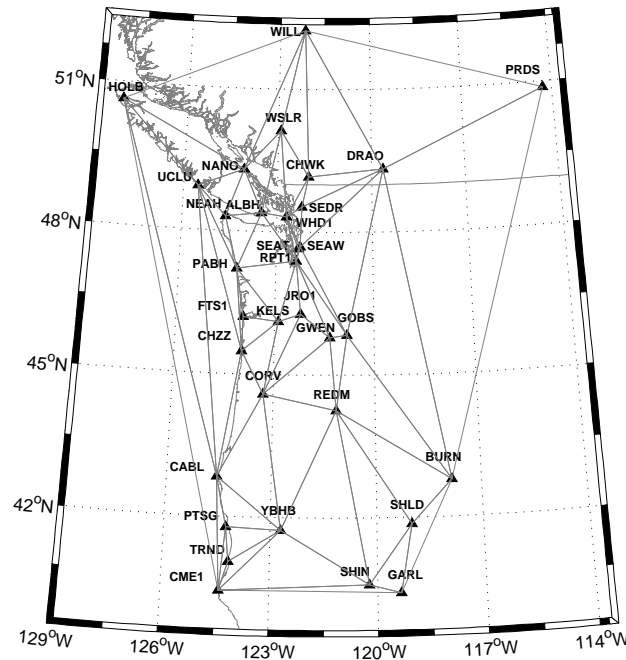 WILL
PRDS
51°N
HOLB
WSLR
NANO
CHWK
DRAO
UCLU
NEAH ALBH
SEDR
48°N
WHD1
SEAT SEAW
PABH
RPT1
JRO1
FTS1
KELS
GOBS
GWEN
CHZZ
45°N
CORV
REDM
BURN
CABL
42°N
SHLD
PTSG
YBHB
TRND
CME1
SHIN
GARL
129°W
126°W
123°W
120°W
117°W
114°W